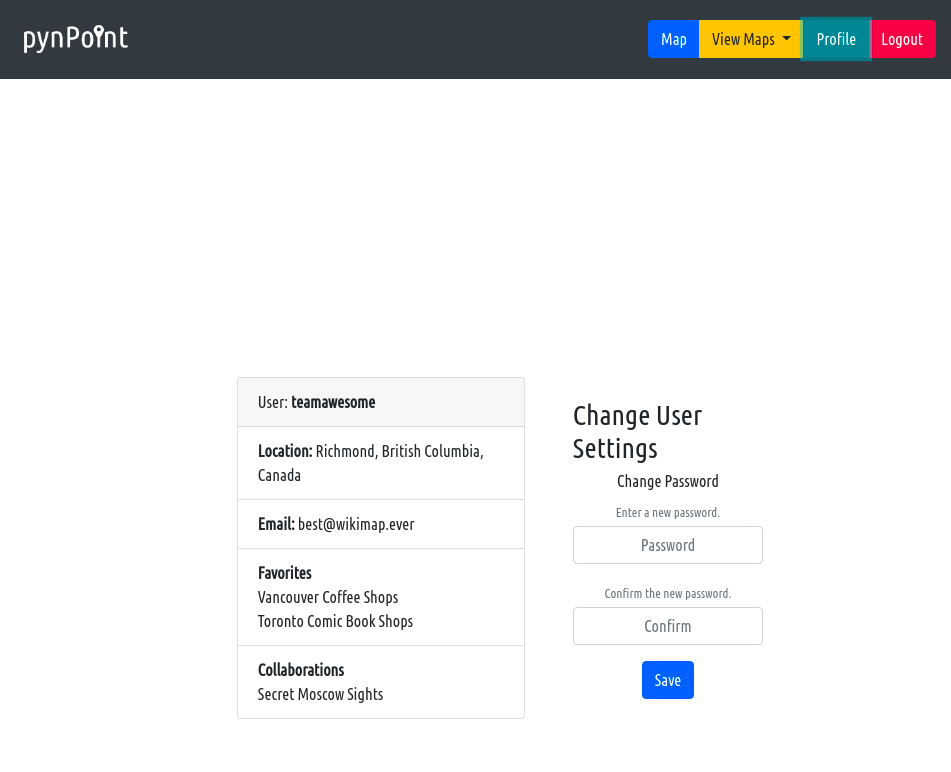 pynPoint
Map
View Maps
Profile
Logout
User: teamawesome
Location: Richmond, British Columbia,
Canada
Email: best@wikimap.ever
Favorites
Vancouver Coffee Shops
Toronto Comic Book Shops
Collaborations
Secret Moscow Sights
Change User
Settings
Change Password
Enter a new password.
Password
Confirm the new password.
Confirm
Save